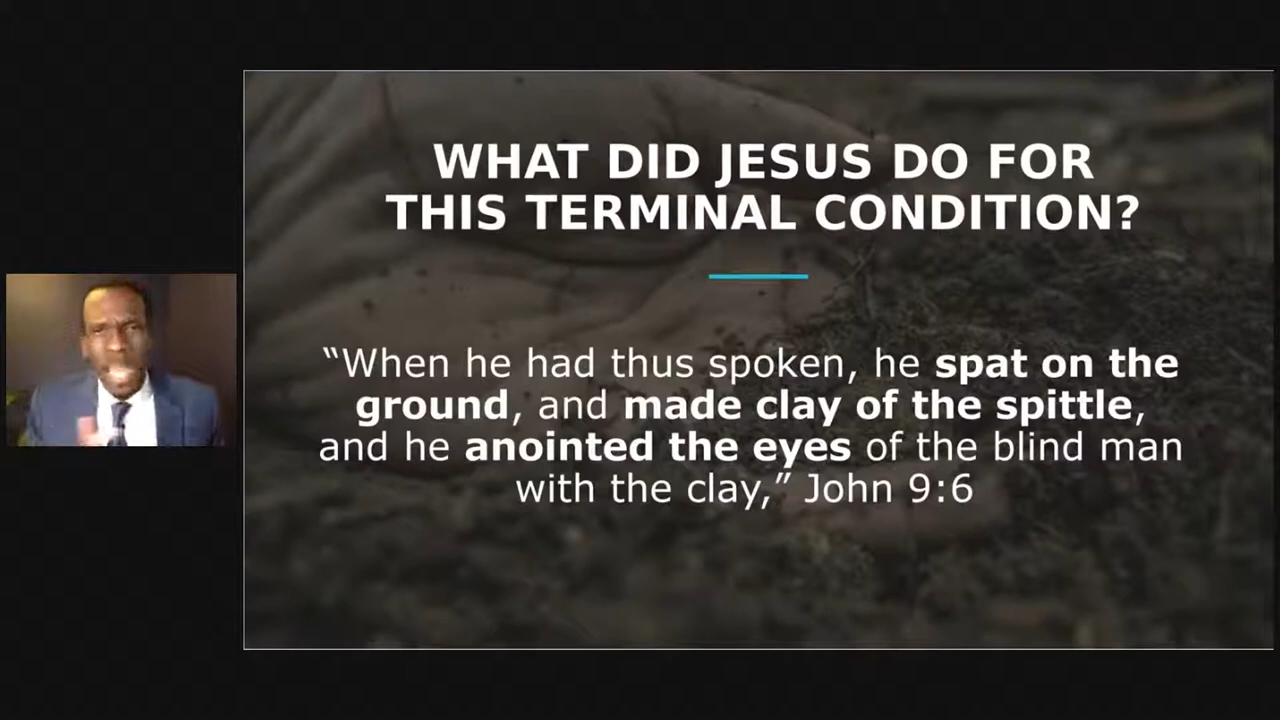 WHAT DID JESUS DO FOR
THIS TERMINAL CONDITION?
“When he had thus spoken, he spat on the
ground, and made clay of the spittle,
and he anointed the eyes of the blind man
with the clay,” John 9:6